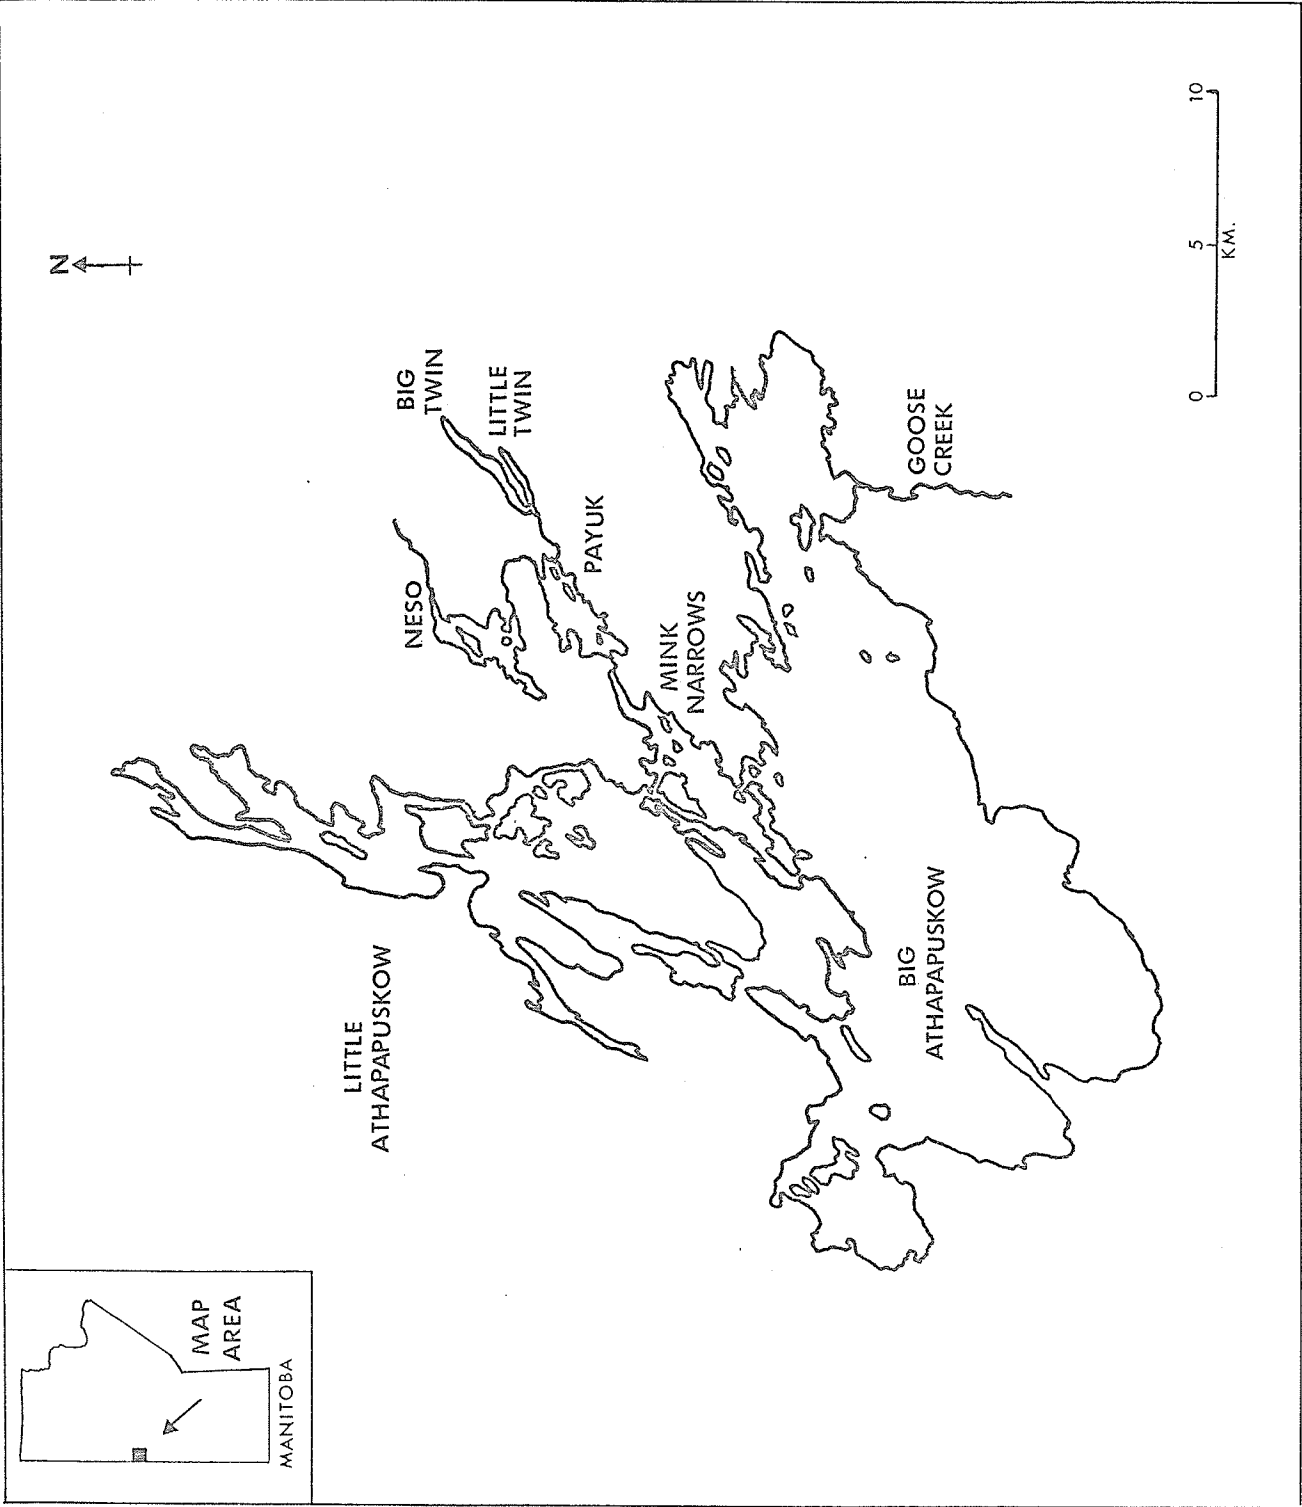 MAP
AREA
MANITOBA
N
LITTLE
ATHAPAPUSKOW
NESO
BIG
TWIN
LITTLE
TWIN
PAYUK
MINK
NARROWS
BIG
ATHAPAPUSKOW
GOOSE
CREEK
0 5 10
KM.